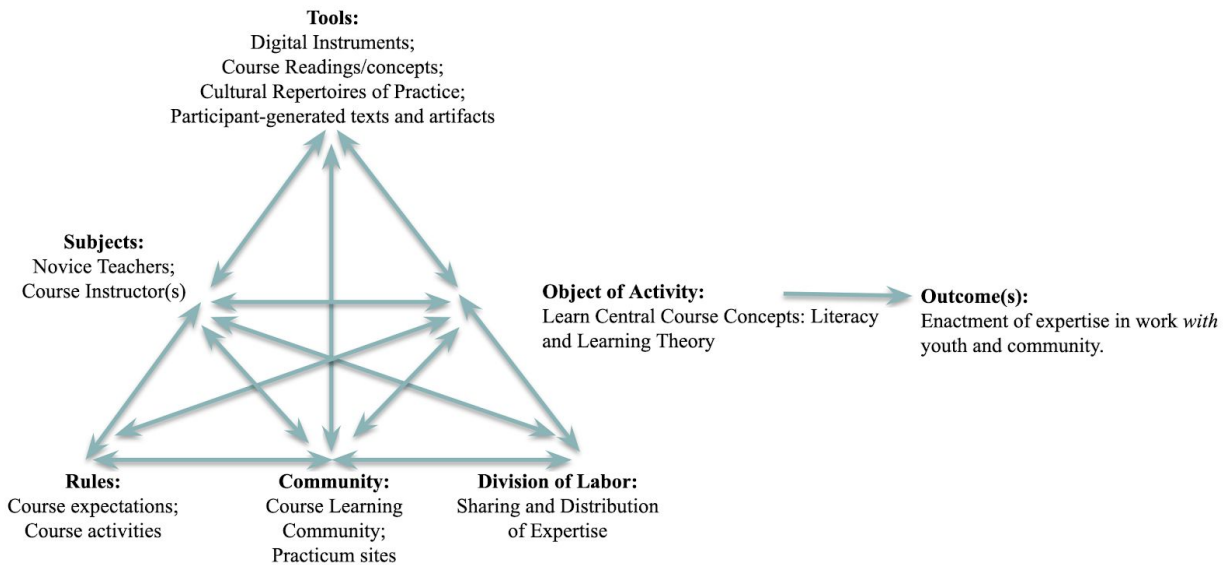 Tools:
Digital Instruments;
Course Readings/concepts;
Cultural Repertoires of Practice;
Participant-generated texts and artifacts
Subjects:
Novice Teachers;
Course Instructor(s)
Object of Activity:
Learn Central Course Concepts: Literacy
and Learning Theory
Outcome(s):
Enactment of expertise in work with
youth and community.
Rules:
Course expectations;
Course activities
Community:
Course Learning
Community;
Practicum sites
Division of Labor:
Sharing and Distribution
of Expertise